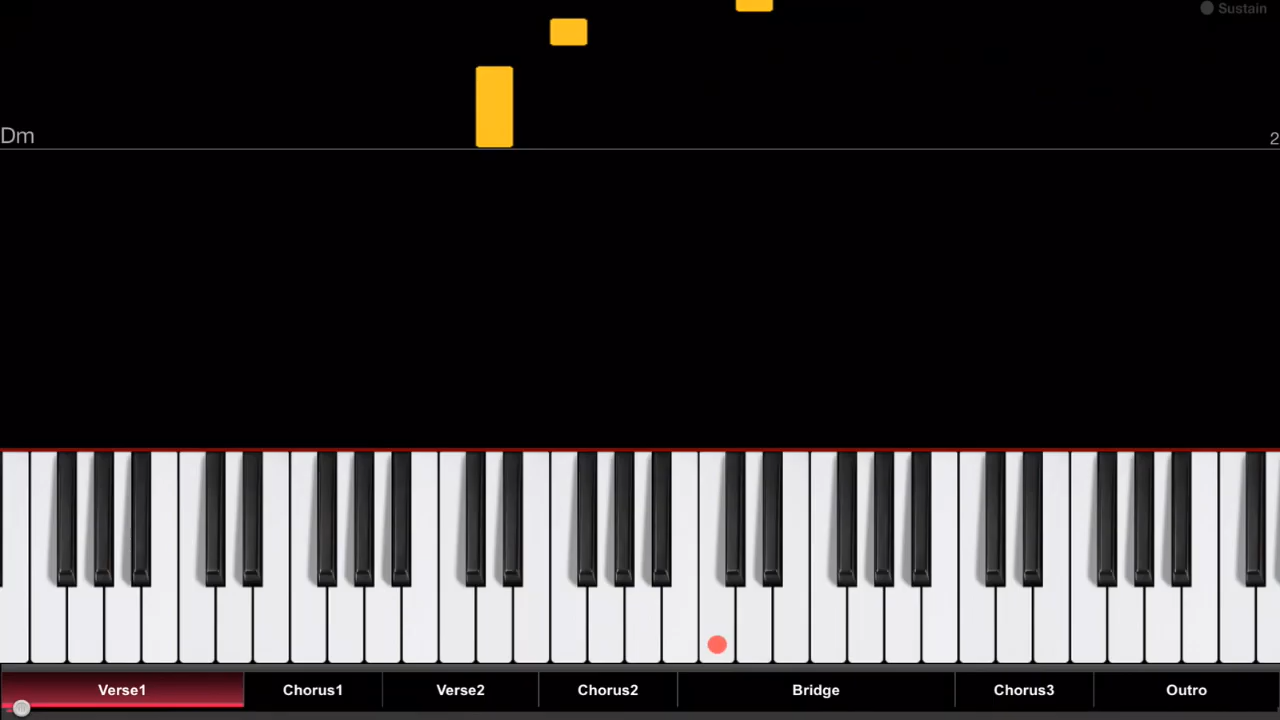 Sustain
Dm
2
Verse1
Chorus1
Verse2
Chorus2
Bridge
Chorus3
Outro